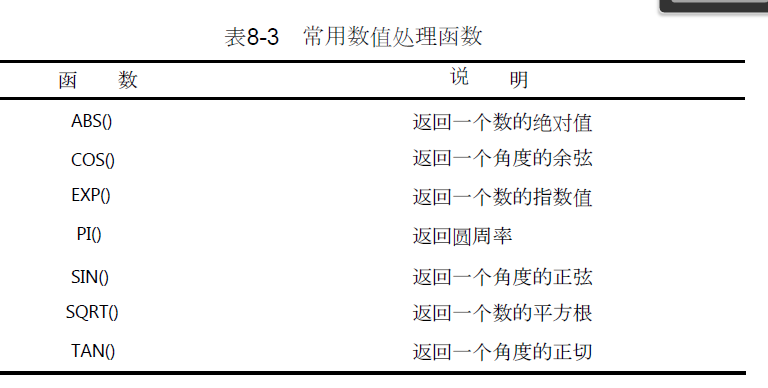 表8-3 常用数值处理函数
函 数 说 明
ABS() 返回一个数的绝对值
COS() 返回一个角度的余弦
EXP() 返回一个数的指数值
PI() 返回圆周率
SIN() 返回一个角度的正弦
SQRT() 返回一个数的平方根
TAN() 返回一个角度的正切